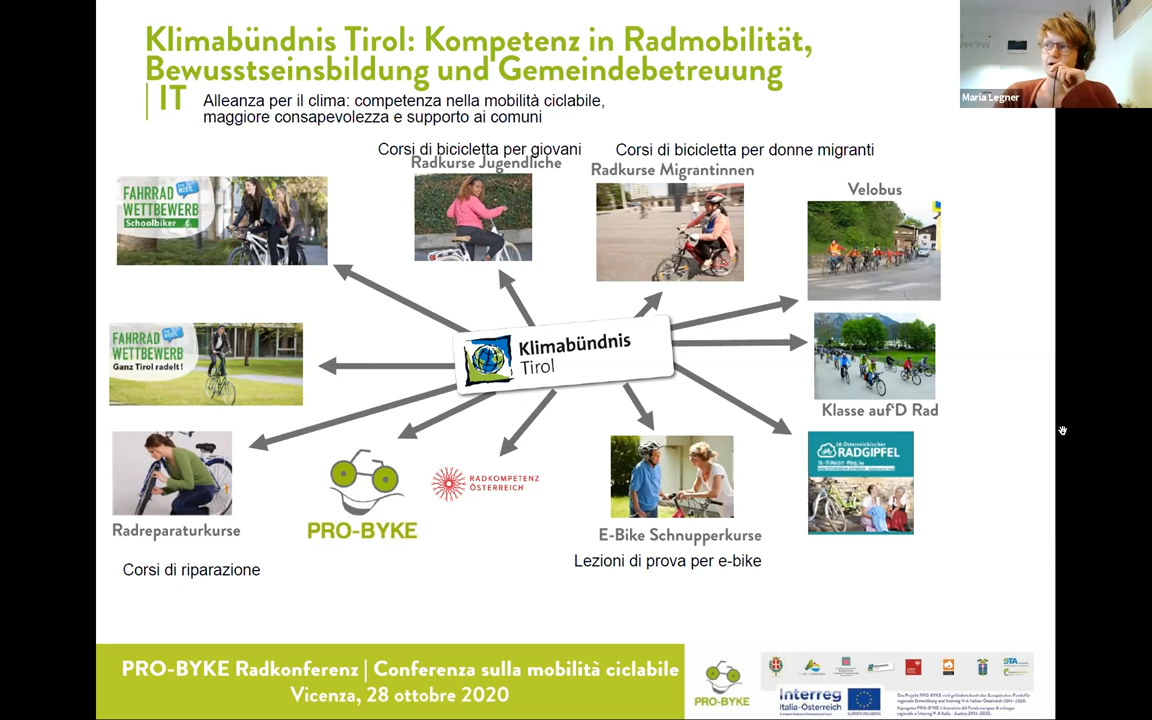 Klimabündnis Tirol: Kompetenz in Radmobilität,
Bewusstseinsbildung und Gemeindebetreuung
IT
Alleanza per il clima: competenza nella mobilità ciclabile,
maggiore consapevolezza e supporto ai comuni
Maria Legner
Corsi di bicicletta per giovani
Radkurse Jugendliche
Corsi di bicicletta per donne migranti
Radkurse Migrantinnen
Velobus
FAHRRAD
WETTBEWERB
Schoolbiker
FAHRRAD
WETTBEWERB
Ganz Tirol radelt!
Klimabündnis
Tirol
Klasse auf'D Rad
Radreparaturkurse
Corsi di riparazione
PRO-BYKE
RADKOMPETENZ
ÖSTERREICH
E-Bike Schnupperkurse
Lezioni di prova per e-bike
RADGIPFEL
PRO-BYKE Radkonferenz | Conferenza sulla mobilità ciclabile
Vicenza, 28 ottobre 2020
PRO-BYKE
Interreg
Italia-Österreich
STA